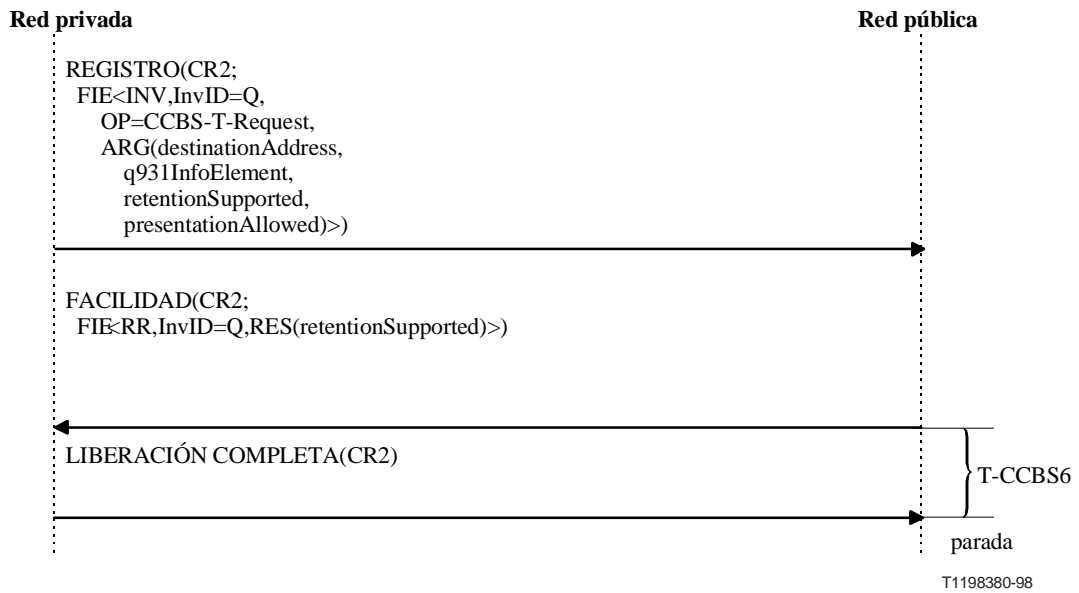 Red privada
Red pública
REGISTRO(CR2;
FIE<INV,InvID=Q,
OP=CCBS-T-Request,
ARG(destinationAddress,
q931InfoElement,
retentionSupported,
presentationAllowed)>)
FACILIDAD(CR2;
FIE<RR,InvID=Q,RES(retentionSupported)>)
LIBERACIÓN COMPLETA(CR2)
T-CCBS6
parada
T1198380-98